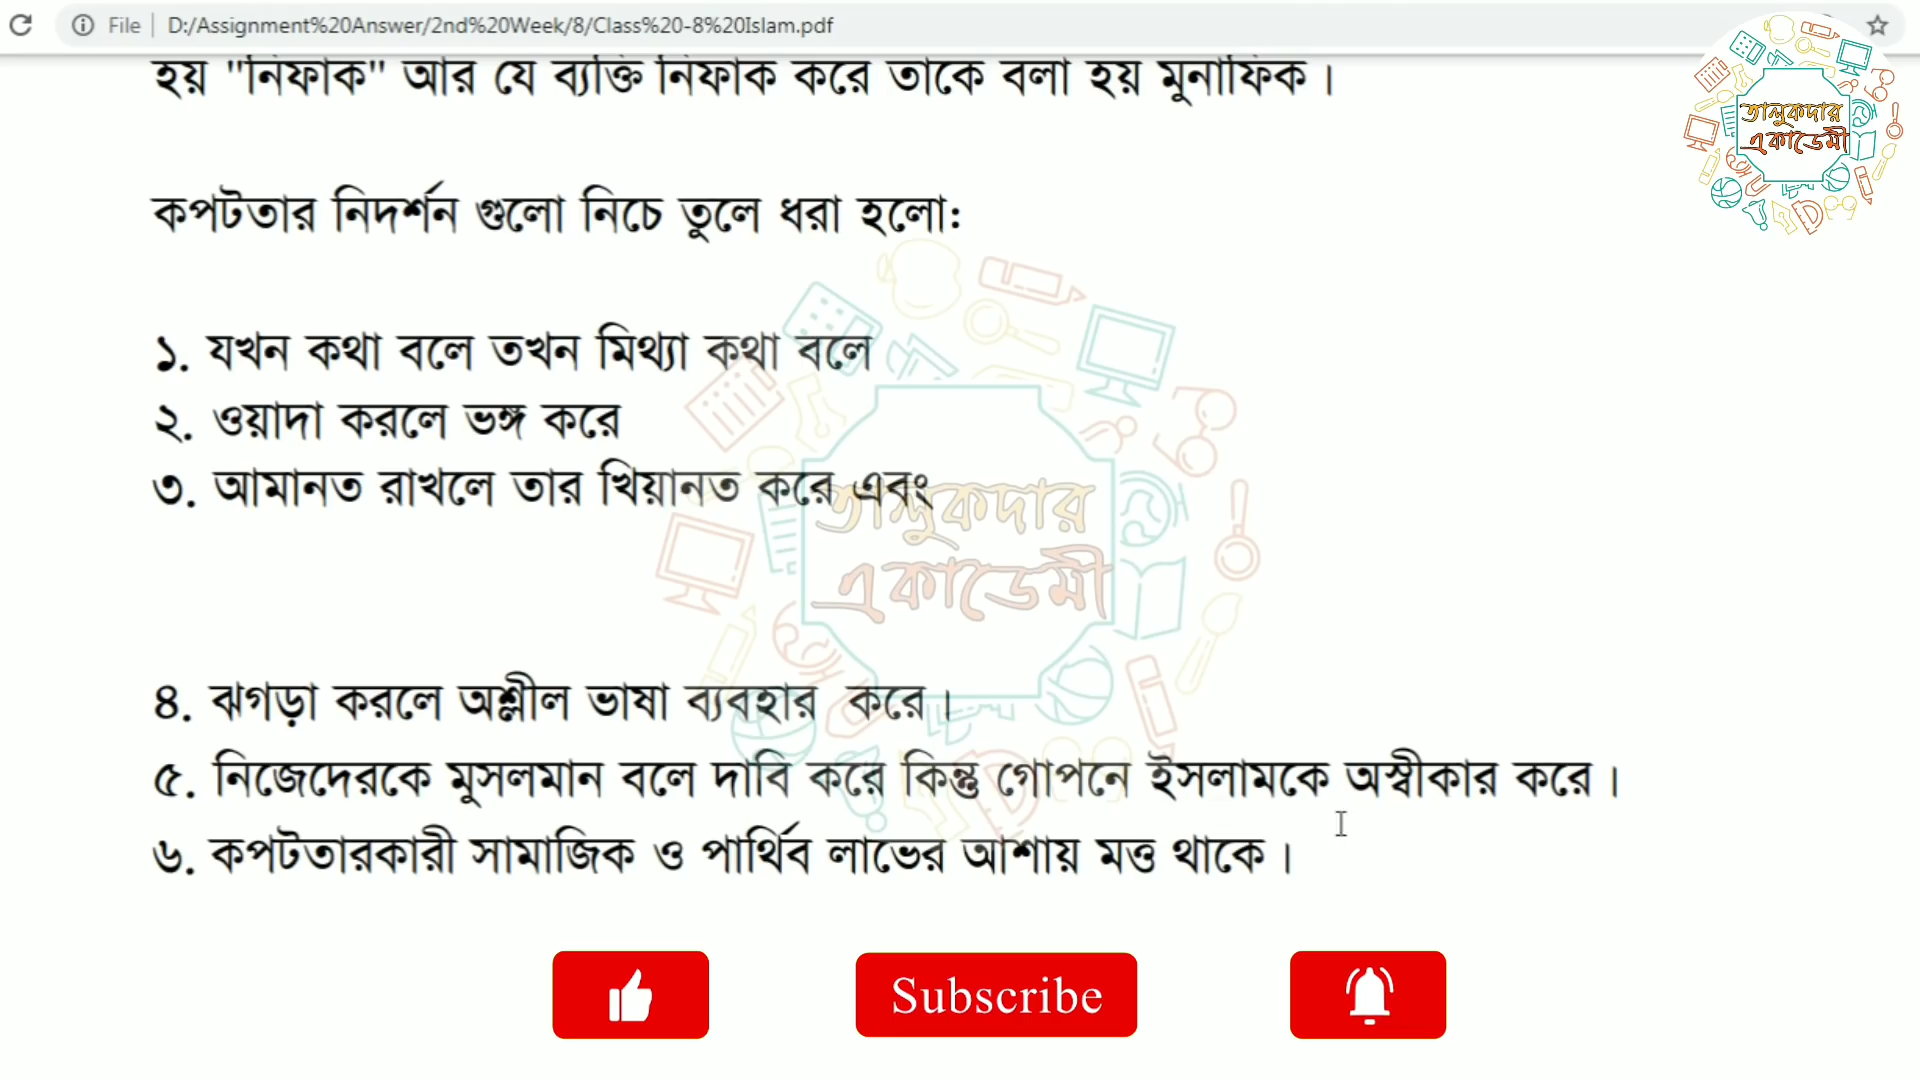 File | D:/Assignment%20Answer/2nd%20Week/8/Class%20-8%20Islam.pdf
হয় "নিফাক" আর যে ব্যক্তি নিফাক করে তাকে বলা হয় মুনাফিক।
তালুকদার
একাডেমী
কপটতার নিদর্শন গুলো নিচে তুলে ধরা হলো:
১. যখন কথা বলে তখন মিথ্যা কথা বলে
২. ওয়াদা করলে ভঙ্গ করে
৩. আমানত রাখলে তার খিয়ানত করে এবং
তালুকদার
একাডেমী
৪. ঝগড়া করলে অশ্লীল ভাষা ব্যবহার করে।
৫. নিজেদেরকে মুসলমান বলে দাবি করে কিন্তু গোপনে ইসলামকে অস্বীকার করে।
৬. কপটতারকারী সামাজিক ও পার্থিব লাভের আশায় মত্ত থাকে।
Subscribe